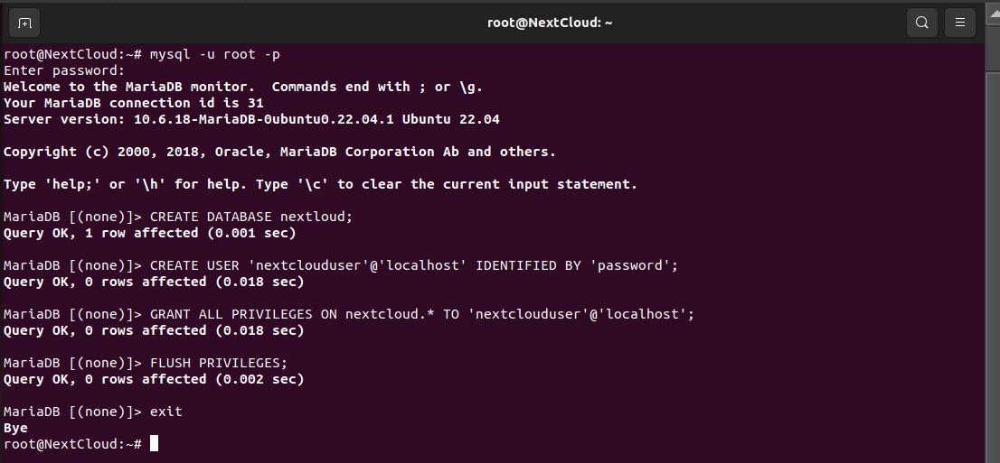 root@NextCloud: ~
root@NextCloud:~# mysql -u root -p
Enter password:
Welcome to the MariaDB monitor.  Commands end with ; or \g.
Your MariaDB connection id is 31
Server version: 10.6.18-MariaDB-0ubuntu0.22.04.1 Ubuntu 22.04
Copyright (c) 2000, 2018, Oracle, MariaDB Corporation Ab and others.
Type 'help;' or '\h' for help. Type '\c' to clear the current input statement.
MariaDB [(none)]> CREATE DATABASE nextloud;
Query OK, 1 row affected (0.001 sec)
MariaDB [(none)]> CREATE USER 'nextclouduser'@'localhost' IDENTIFIED BY 'password';
Query OK, 0 rows affected (0.018 sec)
MariaDB [(none)]> GRANT ALL PRIVILEGES ON nextcloud.* TO 'nextclouduser'@'localhost';
Query OK, 0 rows affected (0.018 sec)
MariaDB [(none)]> FLUSH PRIVILEGES;
Query OK, 0 rows affected (0.002 sec)
MariaDB [(none)]> exit
Bye
root@NextCloud:~#